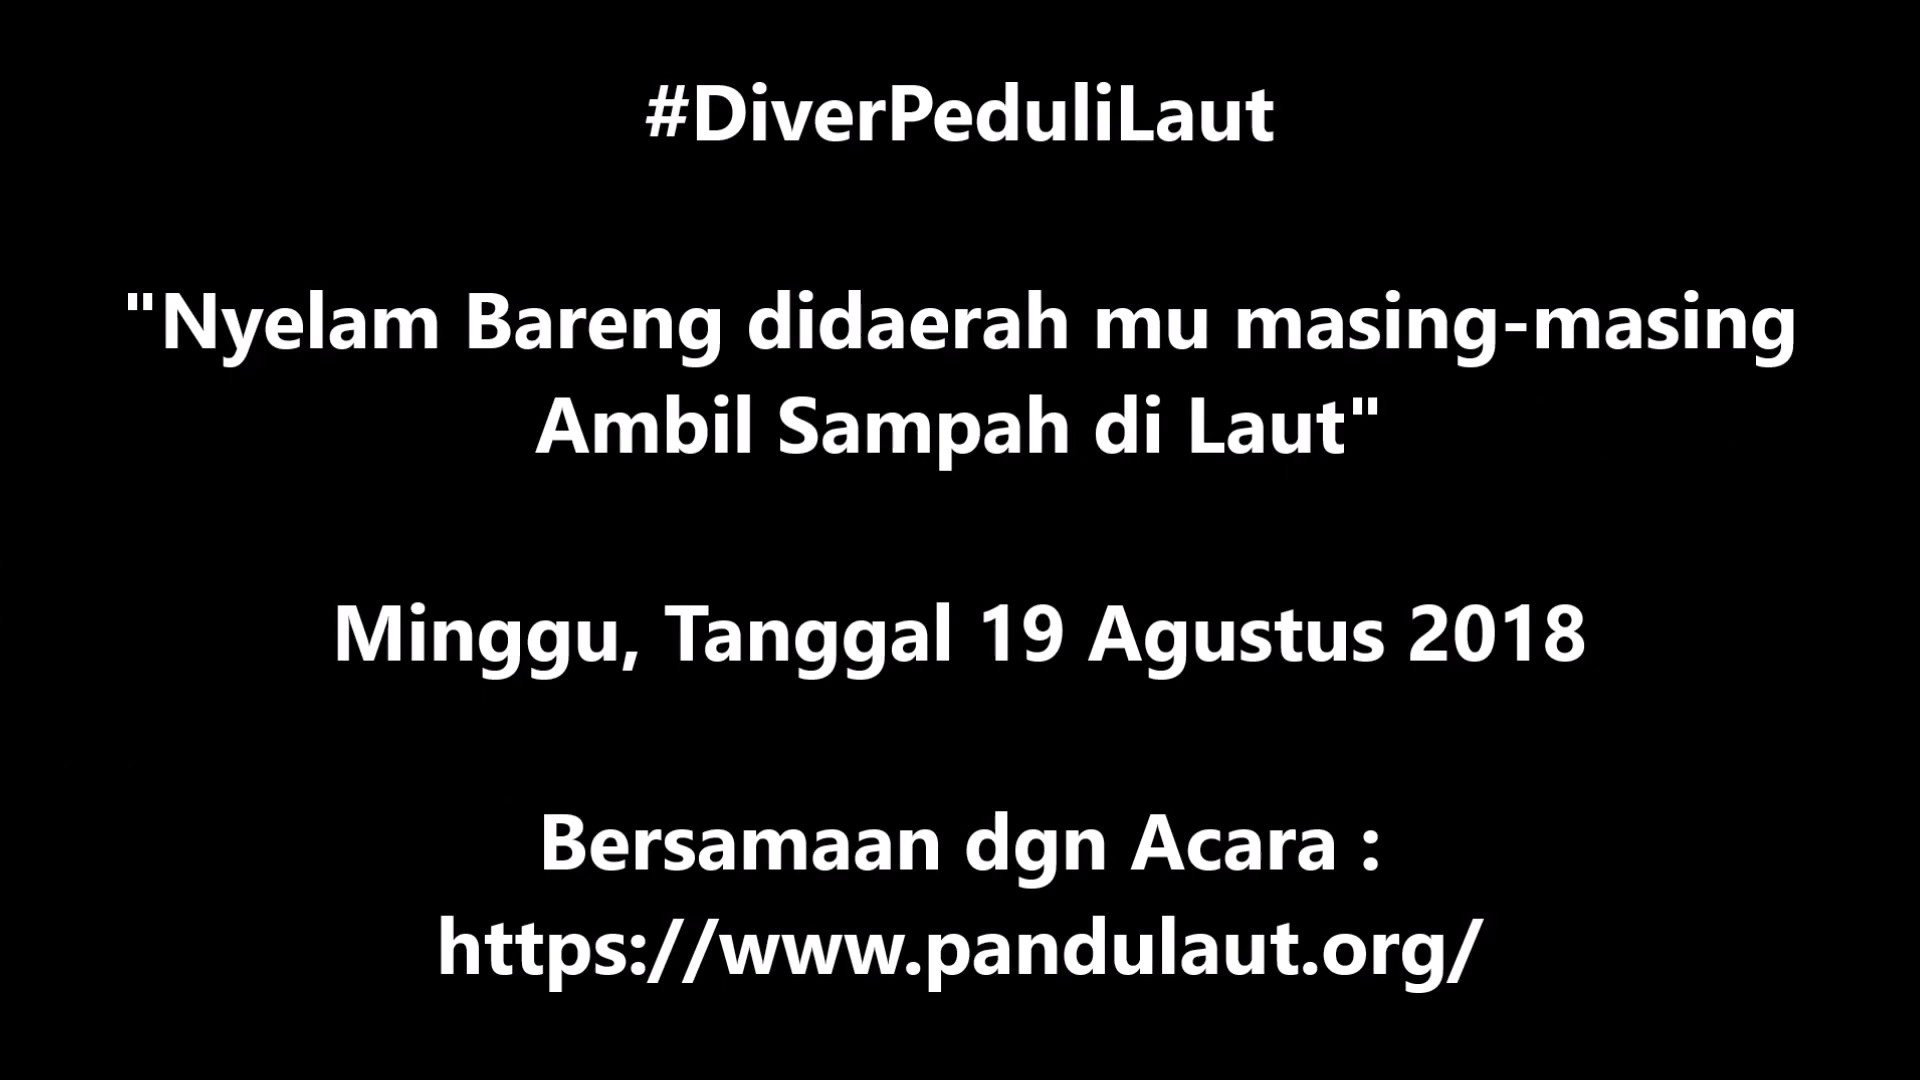 #DiverPeduliLaut
"Nyelam Bareng didaerah mu masing-masing
Ambil Sampah di Laut"
Minggu, Tanggal 19 Agustus 2018
Bersamaan dgn Acara :
https://www.pandulaut.org/